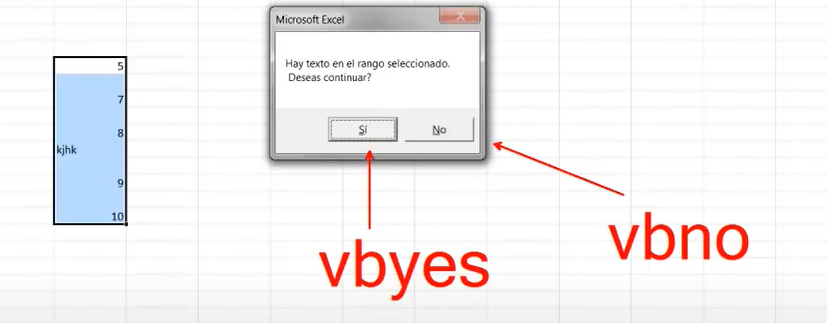 Microsoft Excel
Hay texto en el rango seleccionado.
Deseas continuar?
Sí
No
5
7
8
kjhk
9
10
vbyes
vbno